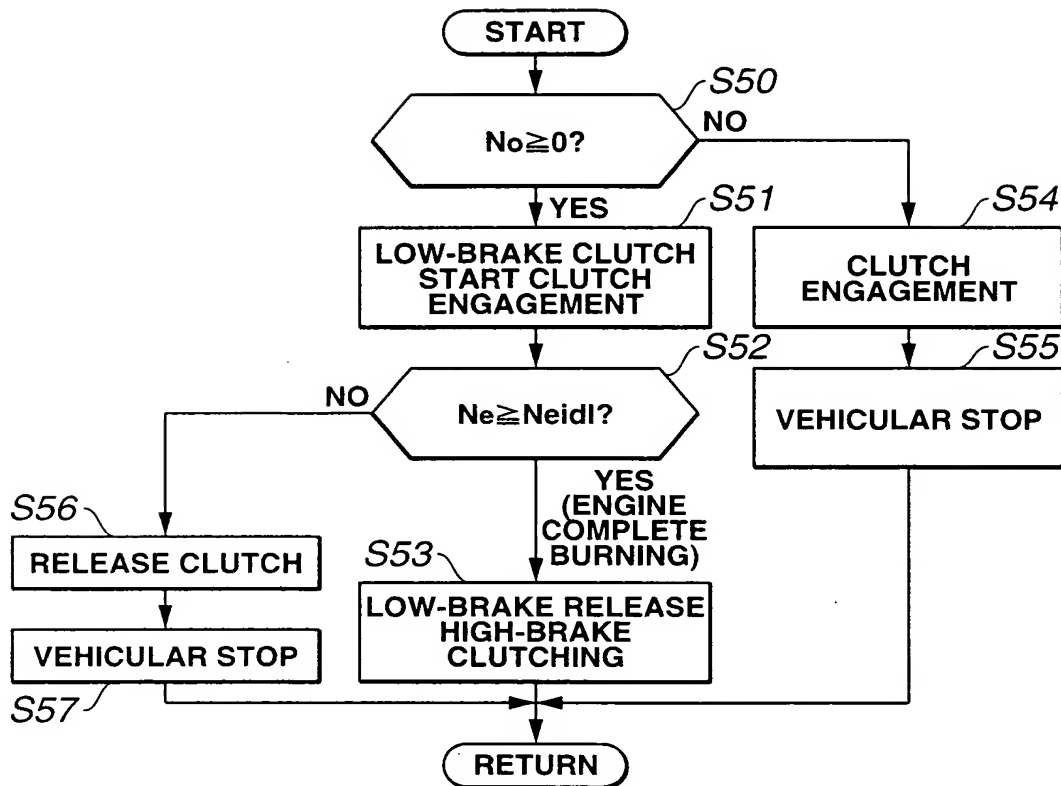 START
S50
No≧0?
NO
YES
S51
LOW-BRAKE CLUTCH
START CLUTCH
ENGAGEMENT
S54
CLUTCH
ENGAGEMENT
S52
Ne≧Neidl?
NO
S55
VEHICULAR STOP
YES
(ENGINE
COMPLETE
BURNING)
S56
RELEASE CLUTCH
S53
LOW-BRAKE RELEASE
HIGH-BRAKE
CLUTCHING
VEHICULAR STOP
S57
RETURN